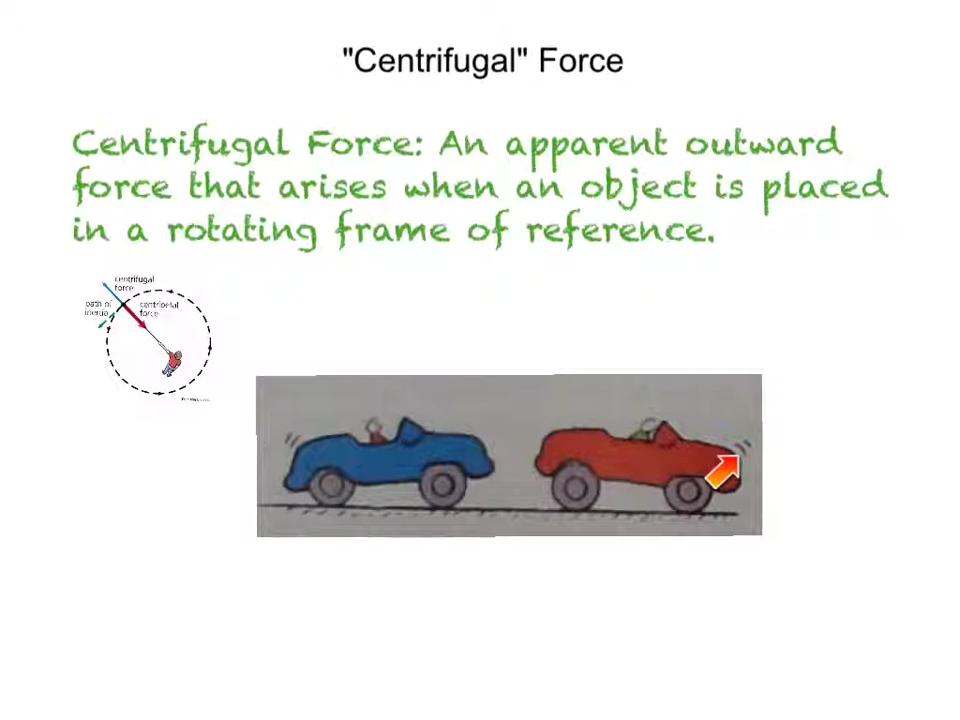 "Centrifugal" Force
Centrifugal Force: An apparent outward
force that arises when an object is placed
in a rotating frame of reference.
centrifugal
force
path of
inertia
centripetal
force